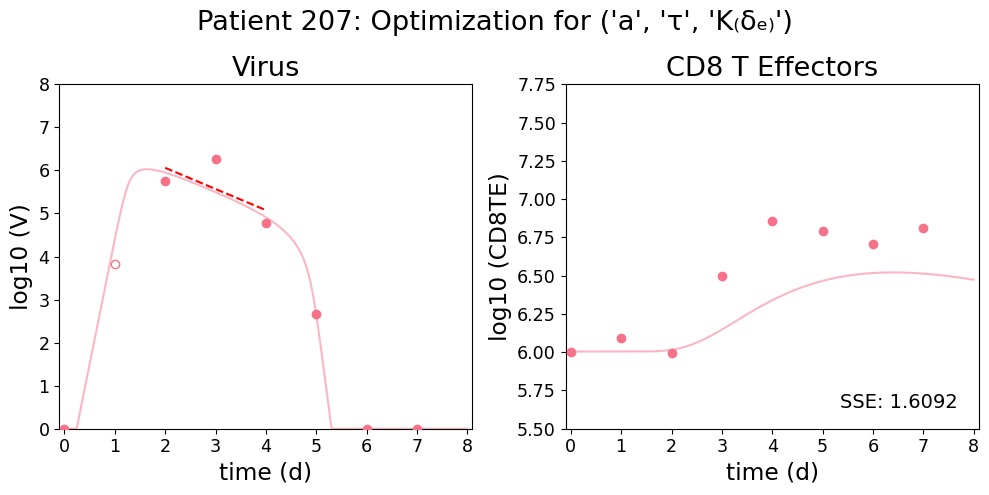 Patient 207: Optimization for ('a', 'τ', 'K₍δₑ₎')
Virus
CD8 T Effectors
log10 (V)
8
7
6
5
4
3
2
1
0
0 1 2 3 4 5 6 7 8
time (d)
log10 (CD8TE)
7.75
7.50
7.25
7.00
6.75
6.50
6.25
6.00
5.75
5.50
SSE: 1.6092
0 1 2 3 4 5 6 7 8
time (d)